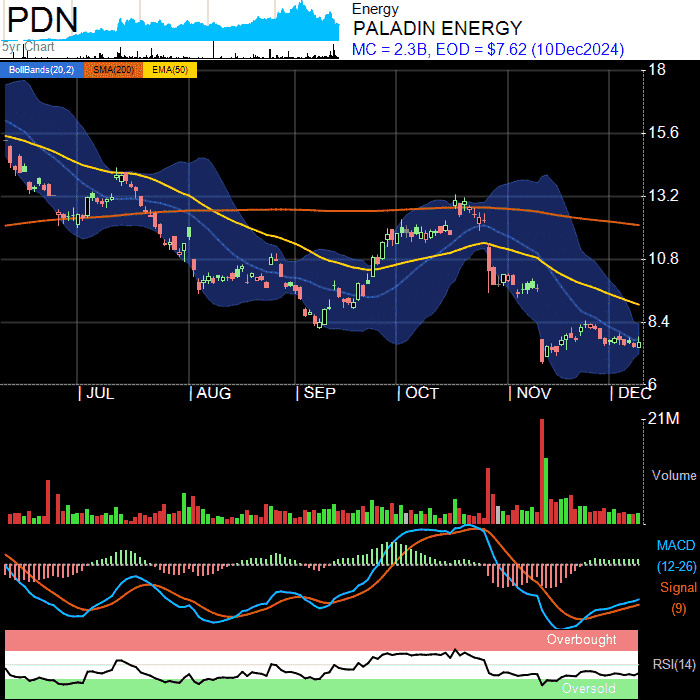 PDN
5yr Chart
Energy
PALADIN ENERGY
MC = 2.3B, EOD = $7.62 (10Dec2024)
BollBands(20,2) SMA(200) EMA(50)
18
15.6
13.2
10.8
8.4
6
| JUL | AUG | SEP | OCT | NOV | DEC
21M
Volume
MACD
(12-26)
Signal
(9)
Overbought
RSI(14)
Oversold